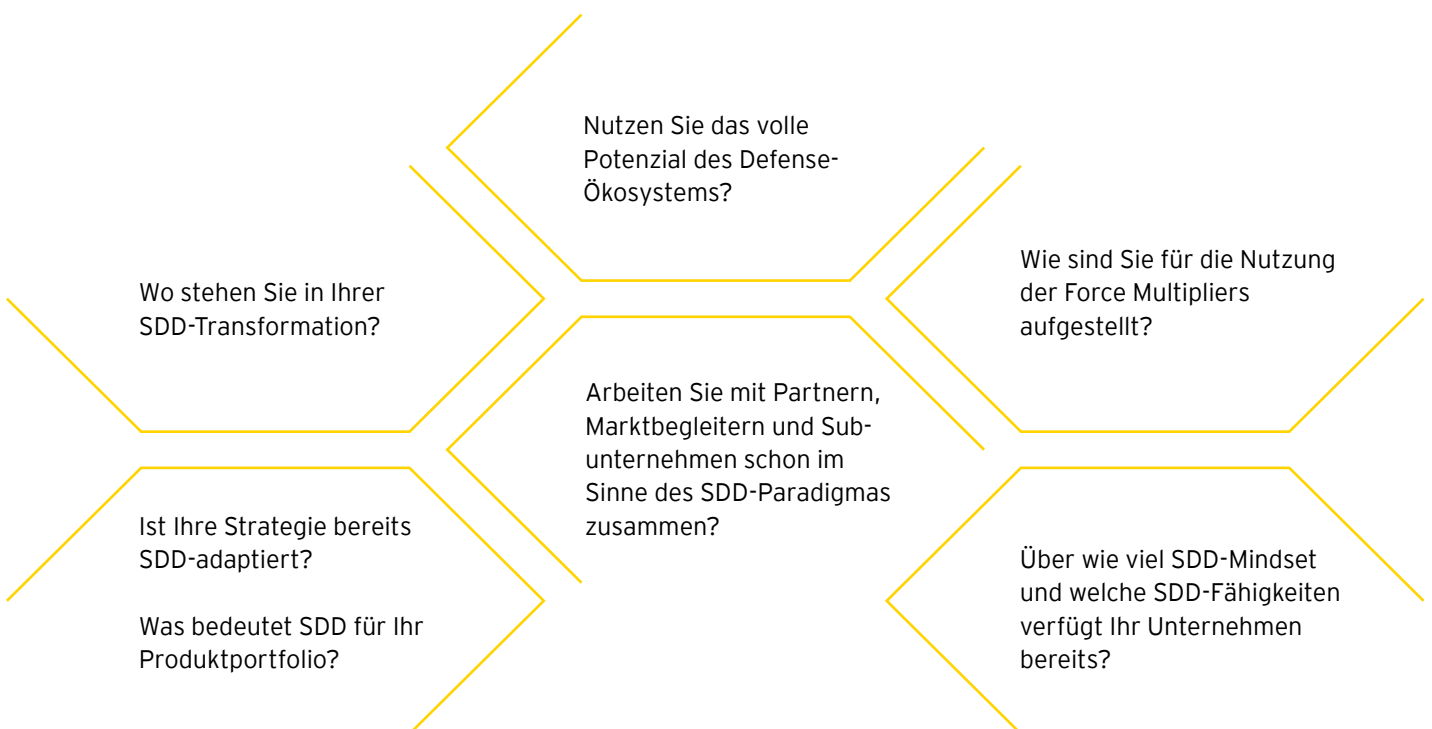 Nutzen Sie das volle
Potenzial des Defense-
Ökosystems?
Wo stehen Sie in Ihrer
SDD-Transformation?
Wie sind Sie für die Nutzung
der Force Multipliers
aufgestellt?
Arbeiten Sie mit Partnern,
Marktbegleitern und Sub-
unternehmen schon im
Sinne des SDD-Paradigmas
zusammen?
Ist Ihre Strategie bereits
SDD-adaptiert?
Was bedeutet SDD für Ihr
Produktportfolio?
Über wie viel SDD-Mindset
und welche SDD-Fähigkeiten
verfügt Ihr Unternehmen
bereits?